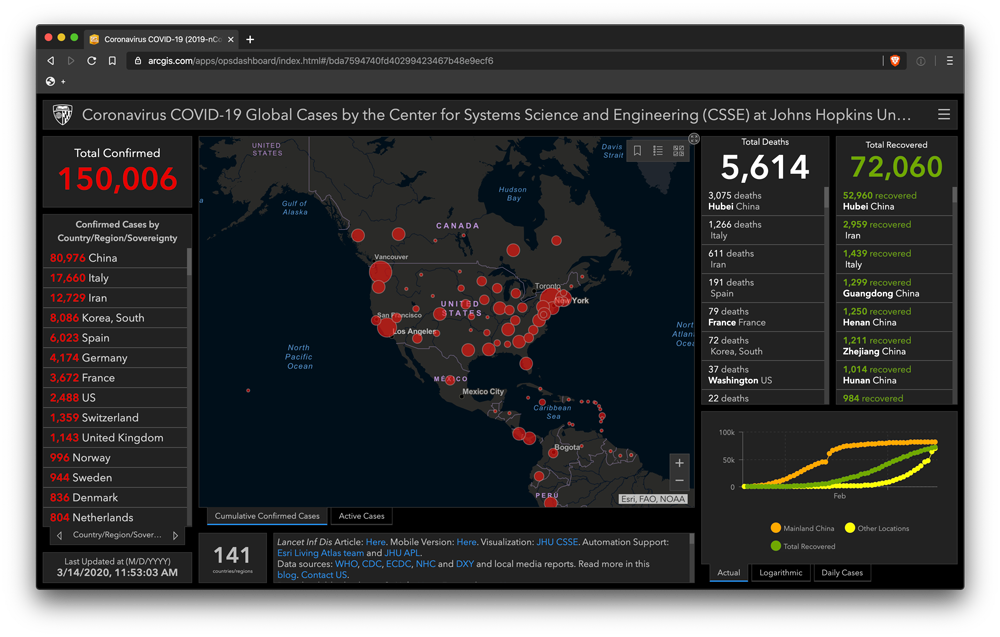 Coronavirus COVID-19 (2019-nCo
arcgis.com/apps/opsdashboard/index.html#/bda7594740fd40299423467b48e9ecf6
Coronavirus COVID-19 Global Cases by the Center for Systems Science and Engineering (CSSE) at Johns Hopkins Un...
Total Confirmed
150,006
Confirmed Cases by
Country/Region/Sovereignty
80,976 China
17,660 Italy
12,729 Iran
8,086 Korea, South
6,023 Spain
4,174 Germany
3,672 France
2,488 US
1,359 Switzerland
1,143 United Kingdom
996 Norway
944 Sweden
836 Denmark
804 Netherlands
Country/Region/Sover...
Last Updated at (M/D/YYYY)
3/14/2020, 11:53:03 AM
UNITED
STATES
Davis
Strait
Hudson
Bay
Gulf of
Alaska
CANADA
Vancouver
Toronto
New York
UNITED
STATES
San Francisco
Los Angeles
North
Pacific
Ocean
MEXICO
Mexico City
Caribbean
Sea
Bogota
PERU
Esri, FAO, NOAA
Cumulative Confirmed Cases
Active Cases
141
countries/regions
Lancet Inf Dis Article: Here. Mobile Version: Here. Visualization: JHU CSSE. Automation Support:
Esri Living Atlas team and JHU APL.
Data sources: WHO, CDC, ECDC, NHC and DXY and local media reports. Read more in this
blog. Contact US.
Total Deaths
5,614
3,075 deaths
Hubei China
1,266 deaths
Italy
611 deaths
Iran
191 deaths
Spain
79 deaths
France France
72 deaths
Korea, South
37 deaths
Washington US
22 deaths
Total Recovered
72,060
52,960 recovered
Hubei China
2,959 recovered
Iran
1,439 recovered
Italy
1,299 recovered
Guangdong China
1,250 recovered
Henan China
1,211 recovered
Zhejiang China
1,014 recovered
Hunan China
984 recovered
100k
50k
0
Feb
Mainland China
Other Locations
Total Recovered
Actual
Logarithmic
Daily Cases